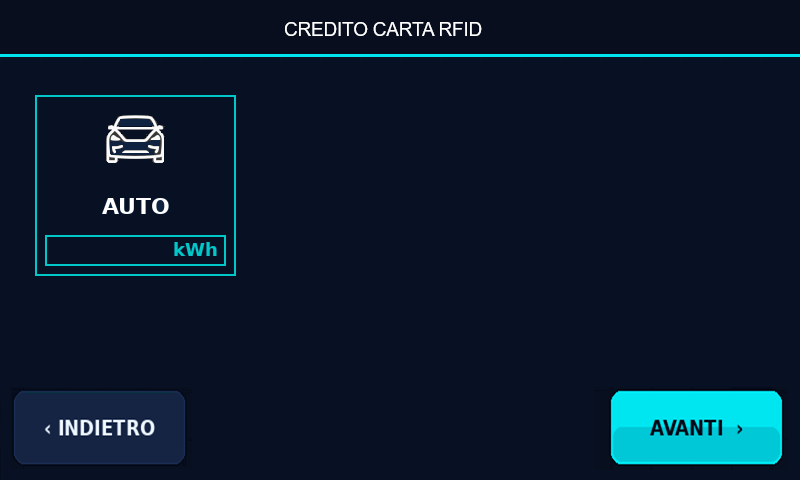 CREDITO CARTA RFID
AUTO
kWh
‹ INDIETRO
AVANTI ›